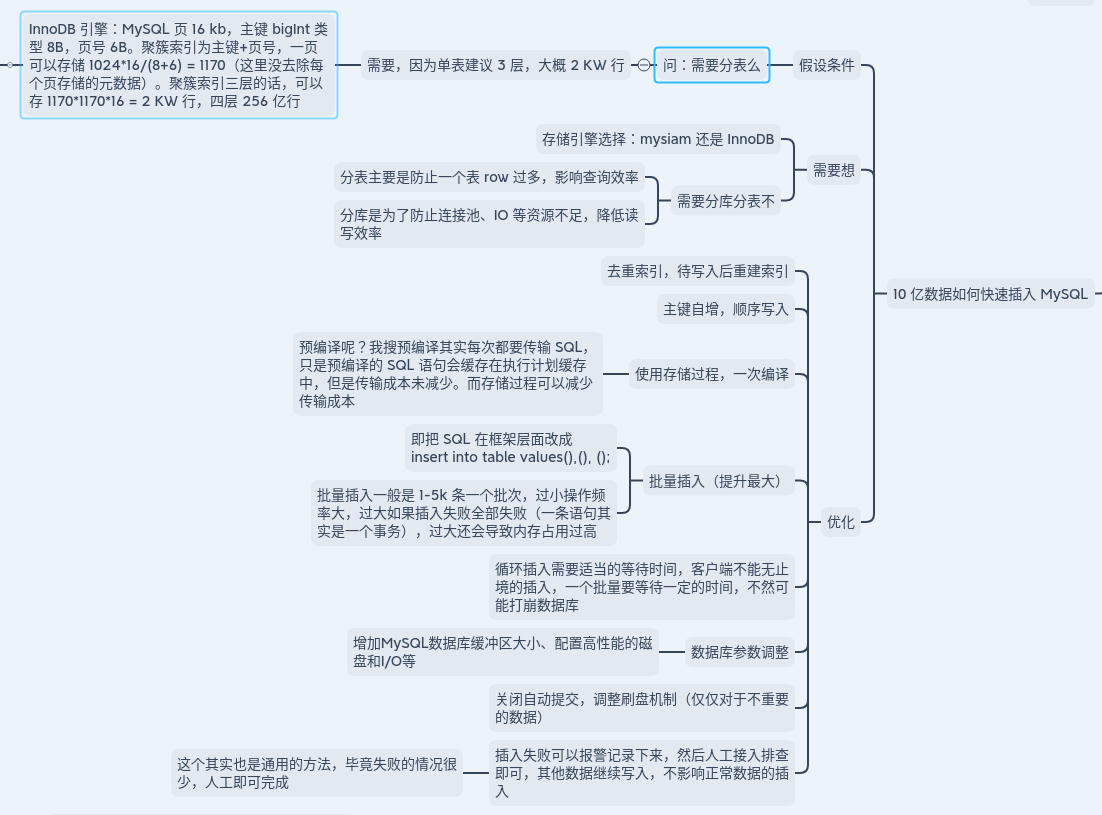 InnoDB 引擎：MySQL 页 16 kb，主键 bigInt 类
型 8B，页号 6B。聚簇索引为主键+页号，一页
可以存储 1024*16/(8+6) = 1170（这里没去除每
个页存储的元数据）。聚簇索引三层的话，可以
存 1170*1170*16 = 2 KW 行，四层 256 亿行
需要，因为单表建议 3 层，大概 2 KW 行
问：需要分表么
假设条件
存储引擎选择：mysiam 还是 InnoDB
需要想
分表主要是防止一个表 row 过多，影响查询效率
需要分库分表不
分库是为了防止连接池、IO 等资源不足，降低读
写效率
去重索引，待写入后重建索引
10 亿数据如何快速插入 MySQL
主键自增，顺序写入
预编译呢？我搜预编译其实每次都要传输 SQL，
只是预编译的 SQL 语句会缓存在执行计划缓存
中，但是传输成本未减少。而存储过程可以减少
传输成本
使用存储过程，一次编译
即把 SQL 在框架层面改成
insert into table values(),(), ();
批量插入（提升最大）
批量插入一般是 1-5k 条一个批次，过小操作频
率大，过大如果插入失败全部失败（一条语句其
实是一个事务），过大还会导致内存占用过高
优化
循环插入需要适当的等待时间，客户端不能无止
境的插入，一个批量要等待一定的时间，不然可
能打崩数据库
增加MySQL数据库缓冲区大小、配置高性能的磁
盘和I/O等
数据库参数调整
关闭自动提交，调整刷盘机制（仅仅对于不重要
的数据）
这个其实也是通用的方法，毕竟失败的情况很
少，人工即可完成
插入失败可以报警记录下来，然后人工接入排查
即可，其他数据继续写入，不影响正常数据的插
入